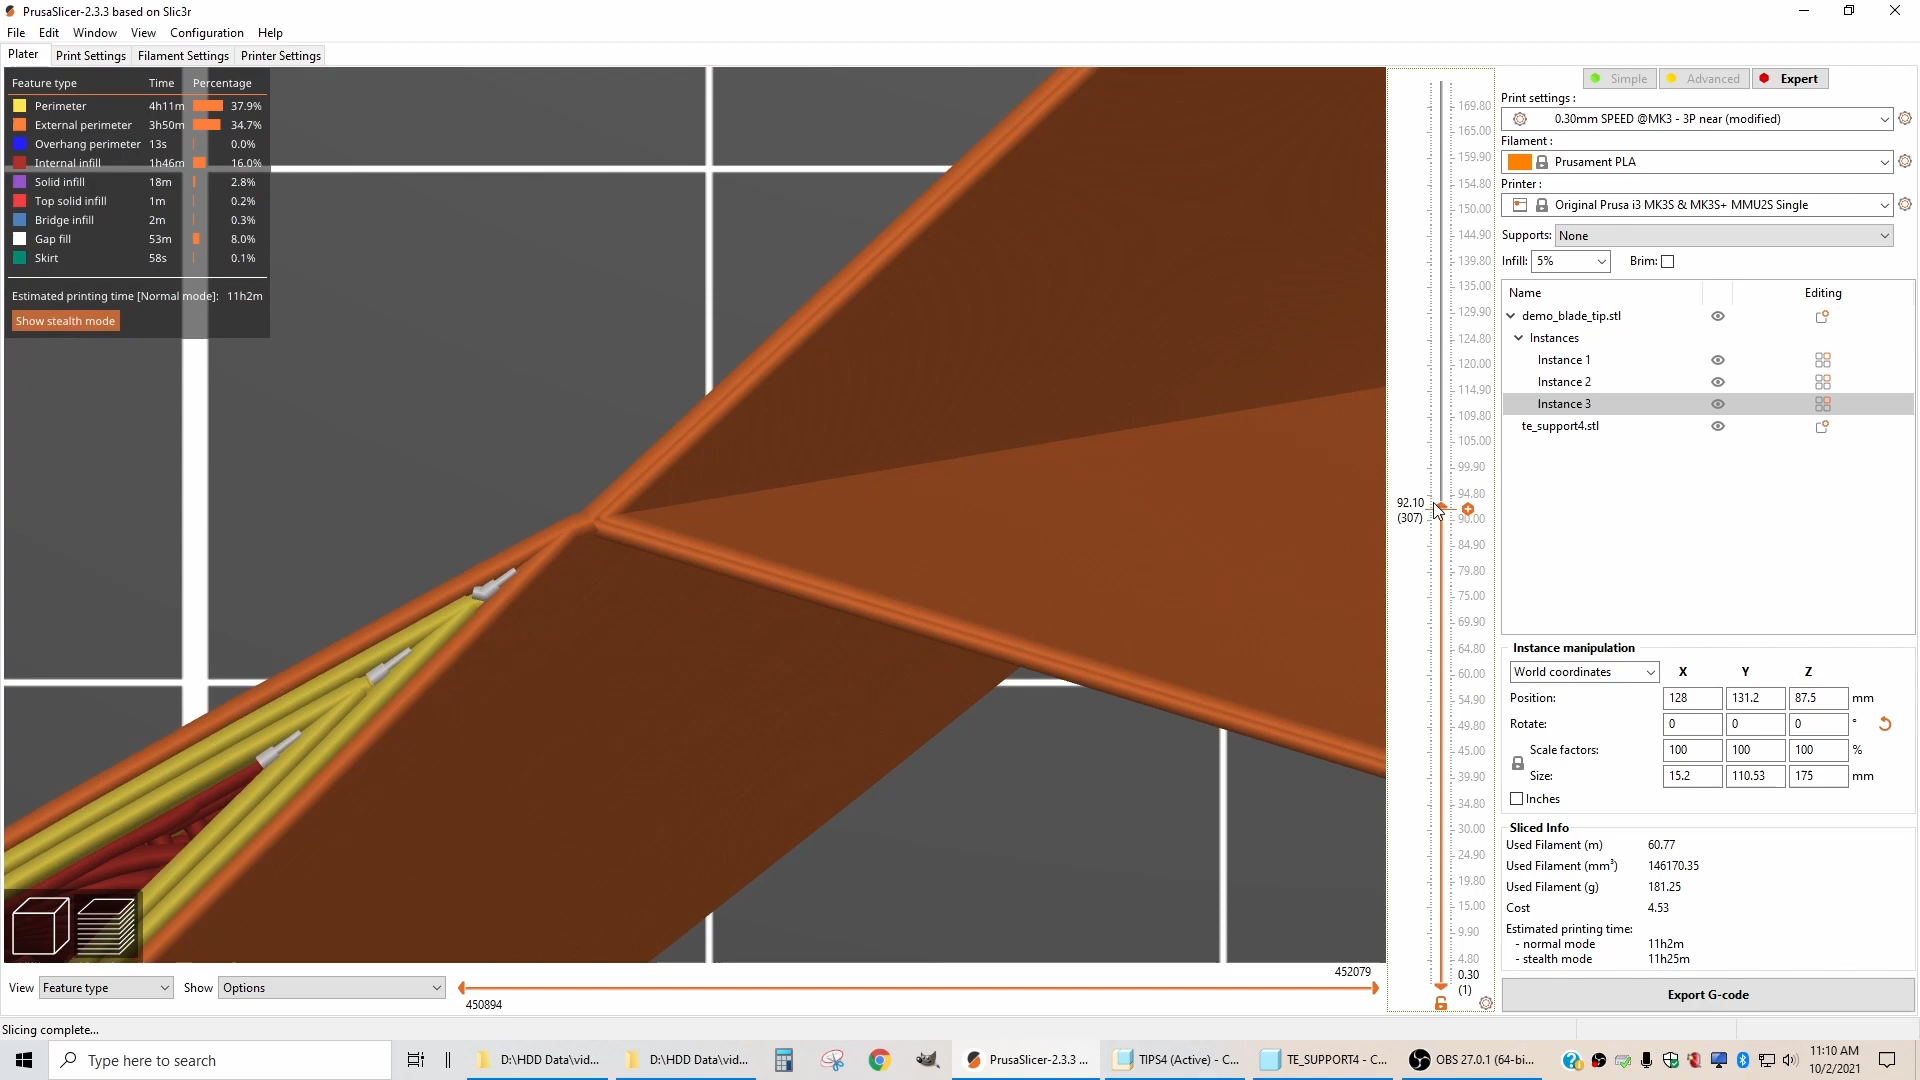 PrusaSlicer-2.3.3 based on Slic3r
File Edit Window View Configuration Help
Plater Print Settings Filament Settings Printer Settings
Feature type Time Percentage
Perimeter 4h11m 37.9%
External perimeter 3h50m 34.7%
Overhang perimeter 13s 0.0%
Internal infill 1h46m 16.0%
Solid infill 18m 2.8%
Top solid infill 1m 0.2%
Bridge infill 2m 0.3%
Gap fill 53m 8.0%
Skirt 58s 0.1%
Estimated printing time [Normal mode]: 11h2m
Show stealth mode
169.80
165.00
159.90
154.80
150.00
144.90
139.80
135.00
129.90
124.80
120.00
114.90
109.80
105.00
99.90
94.80
92.10
(307)
90.00
84.90
79.80
75.00
69.90
64.80
60.00
54.90
49.80
45.00
39.90
34.80
30.00
24.90
19.80
15.00
9.90
4.80
0.30
(1)
Simple Advanced Expert
Print settings :
0.30mm SPEED @MK3 - 3P near (modified)
Filament :
Prusament PLA
Printer :
Original Prusa i3 MK3S & MK3S+ MMU2S Single
Supports: None
Infill: 5% Brim:
Name Editing
demo_blade_tip.stl
Instances
Instance 1
Instance 2
Instance 3
te_support4.stl
Instance manipulation
World coordinates X Y Z
Position: 128 131.2 87.5 mm
Rotate: 0 0 0 °
Scale factors: 100 100 100 %
Size: 15.2 110.53 175 mm
Inches
Sliced Info
Used Filament (m) 60.77
Used Filament (mm³) 146170.35
Used Filament (g) 181.25
Cost 4.53
Estimated printing time:
- normal mode 11h2m
- stealth mode 11h25m
Export G-code
View Feature type Show Options
452079
450894
Slicing complete...
Type here to search
D:\HDD Data\vid...
D:\HDD Data\vid...
PrusaSlicer-2.3.3 ...
TIPS4 (Active) - C...
TE_SUPPORT4 - C...
OBS 27.0.1 (64-bi...
11:10 AM
10/2/2021